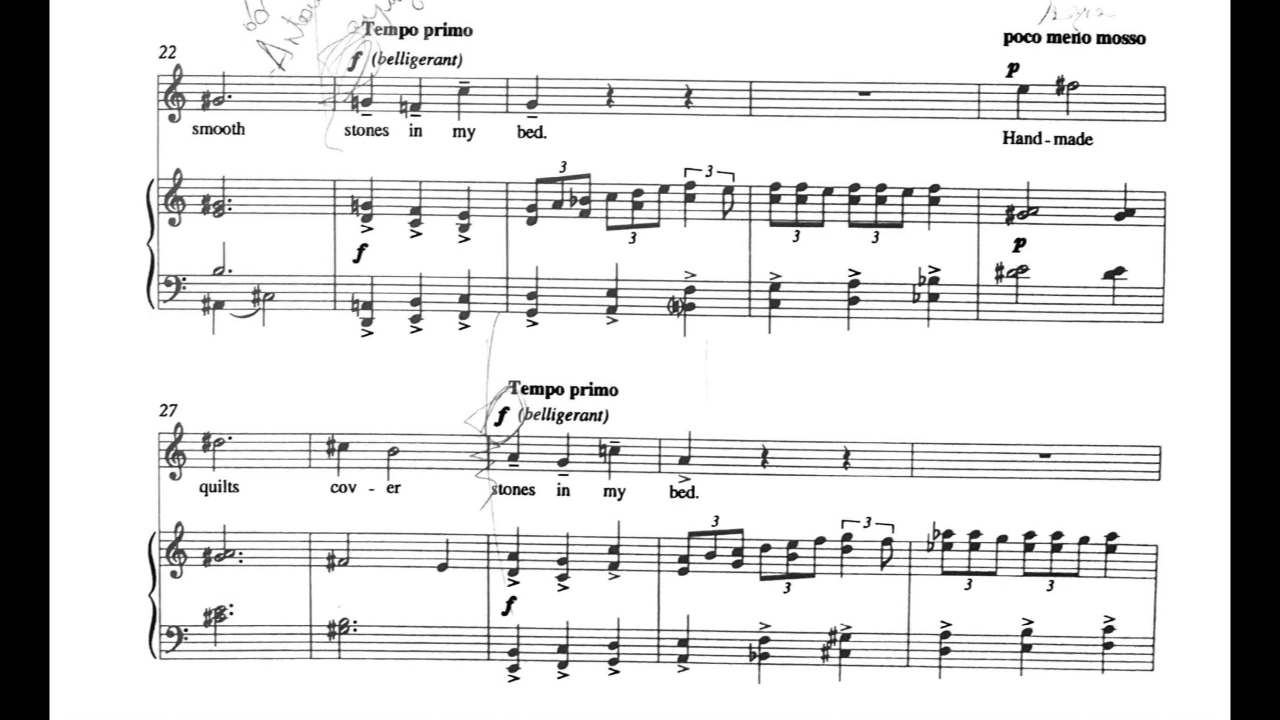 Tempo primo
poco meno mosso
22
f (belligerant)
p
smooth stones in my bed. Hand-made
3 3 3 3 3
f p
Tempo primo
27
f (belligerant)
quilts cov-er stones in my bed.
3 3 3 3 3
f